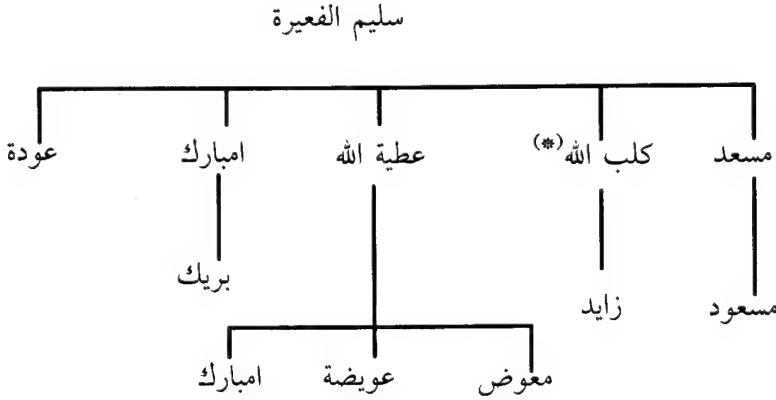 سليم الفعيرة
مسعد كلب الله(*) عطية الله امبارك عودة
مسعود زايد بريك
معوض عويضة امبارك